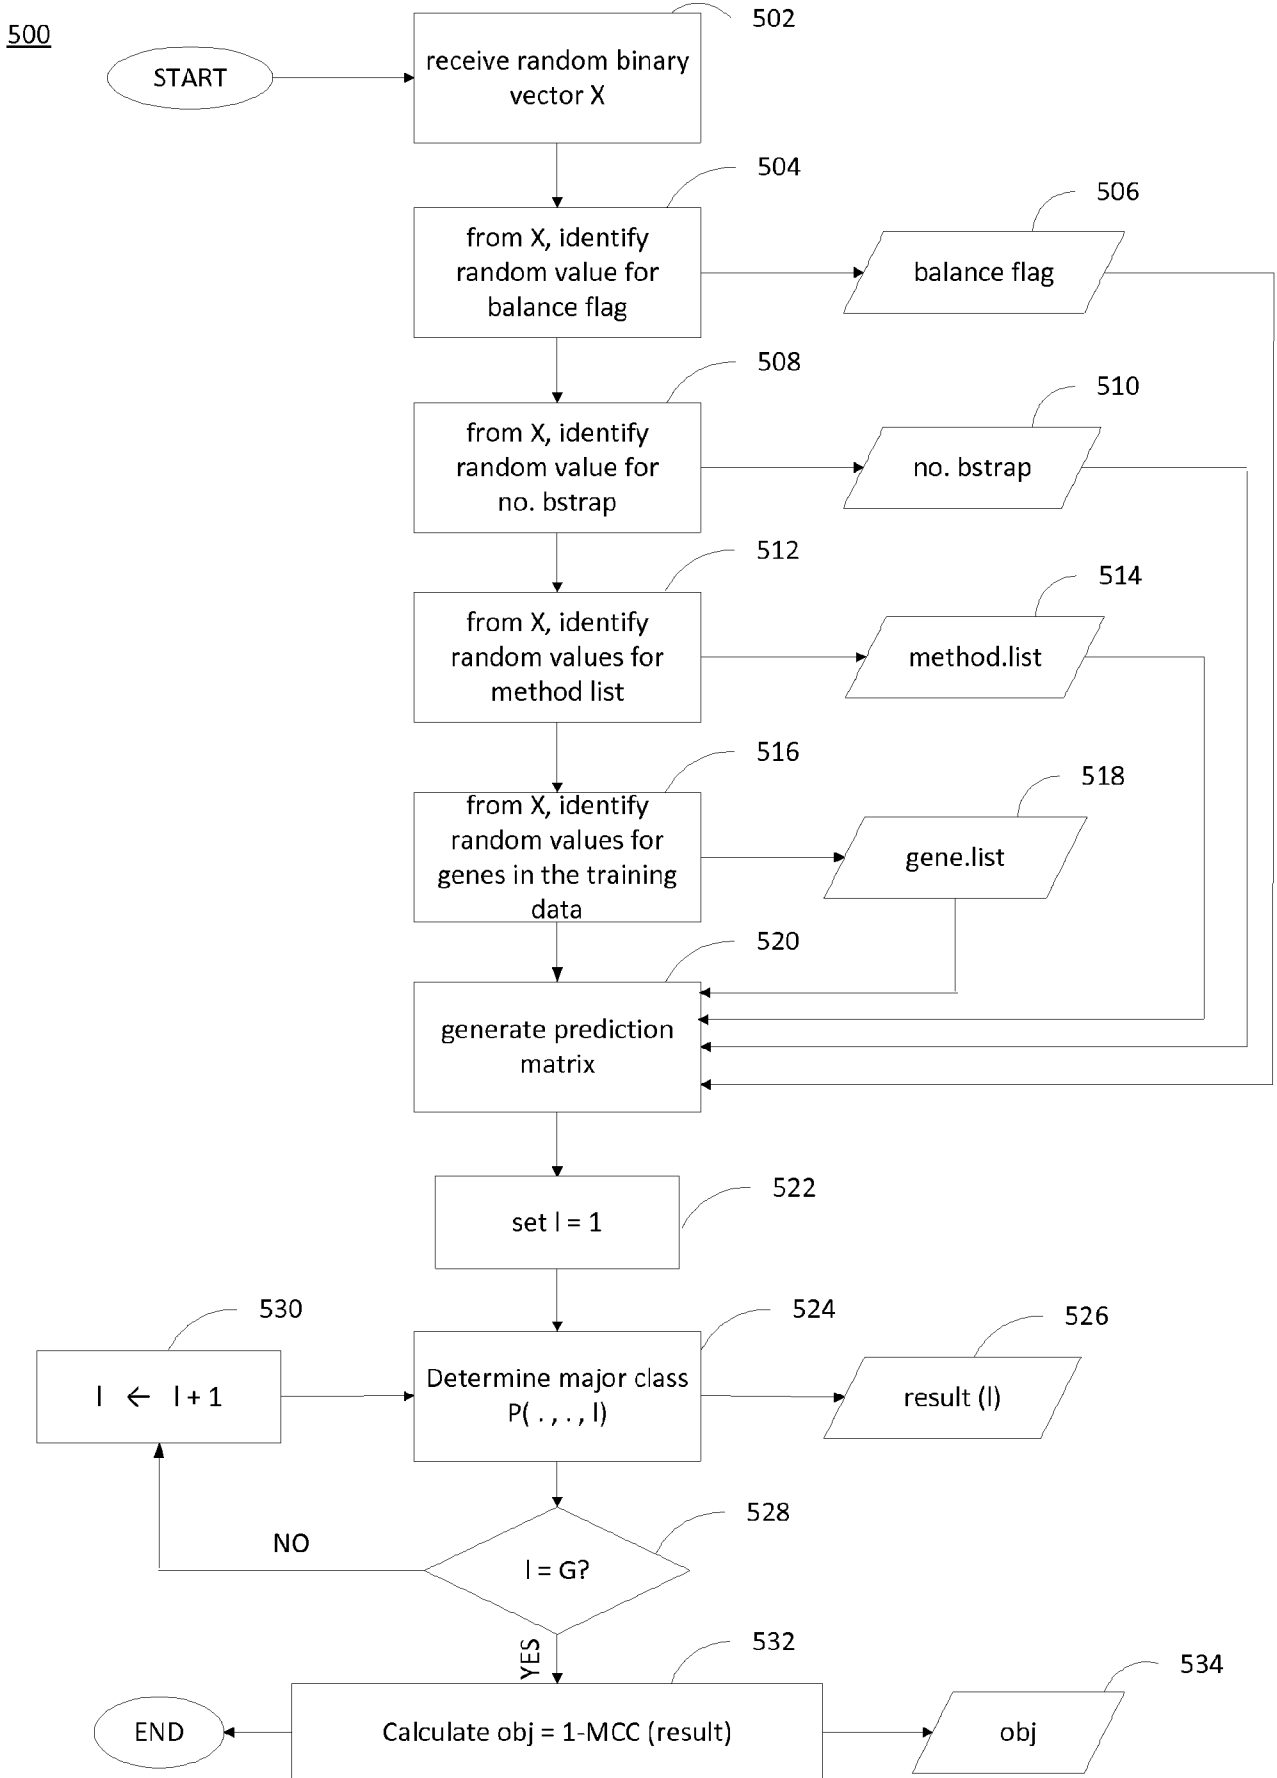 500
502
START
receive random binary
vector X
504
506
from X, identify
random value for
balance flag
balance flag
508
510
from X, identify
random value for
no. bstrap
no. bstrap
512
514
from X, identify
random values for
method list
method.list
516
518
from X, identify
random values for
genes in the training
data
gene.list
520
generate prediction
matrix
522
set l = 1
530
524
526
l ← l + 1
Determine major class
P( . , . , l)
result (l)
528
NO
l = G?
YES
532
534
END
Calculate obj = 1-MCC (result)
obj